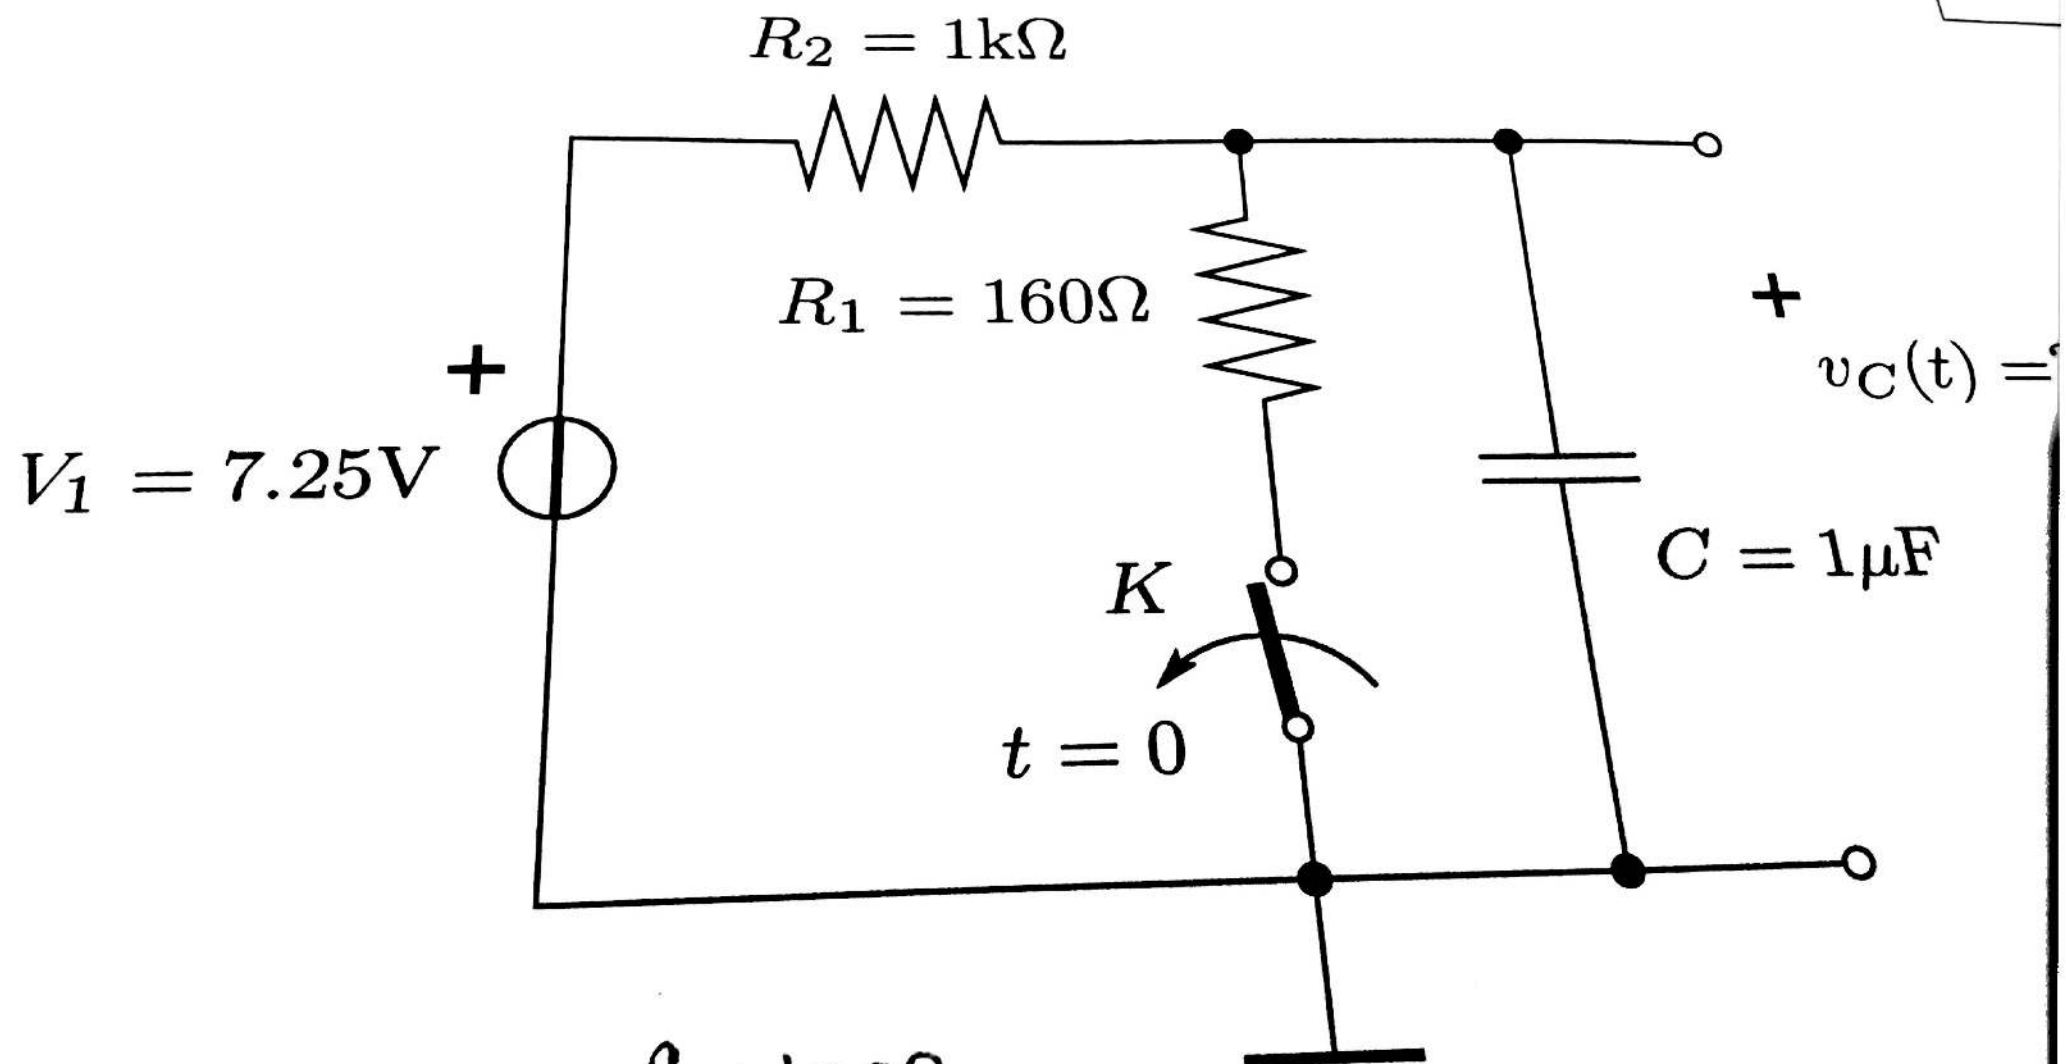 R₂ = 1kΩ
R₁ = 160Ω
+
+
v_C(t) =
V₁ = 7.25V
K
C = 1μF
t = 0